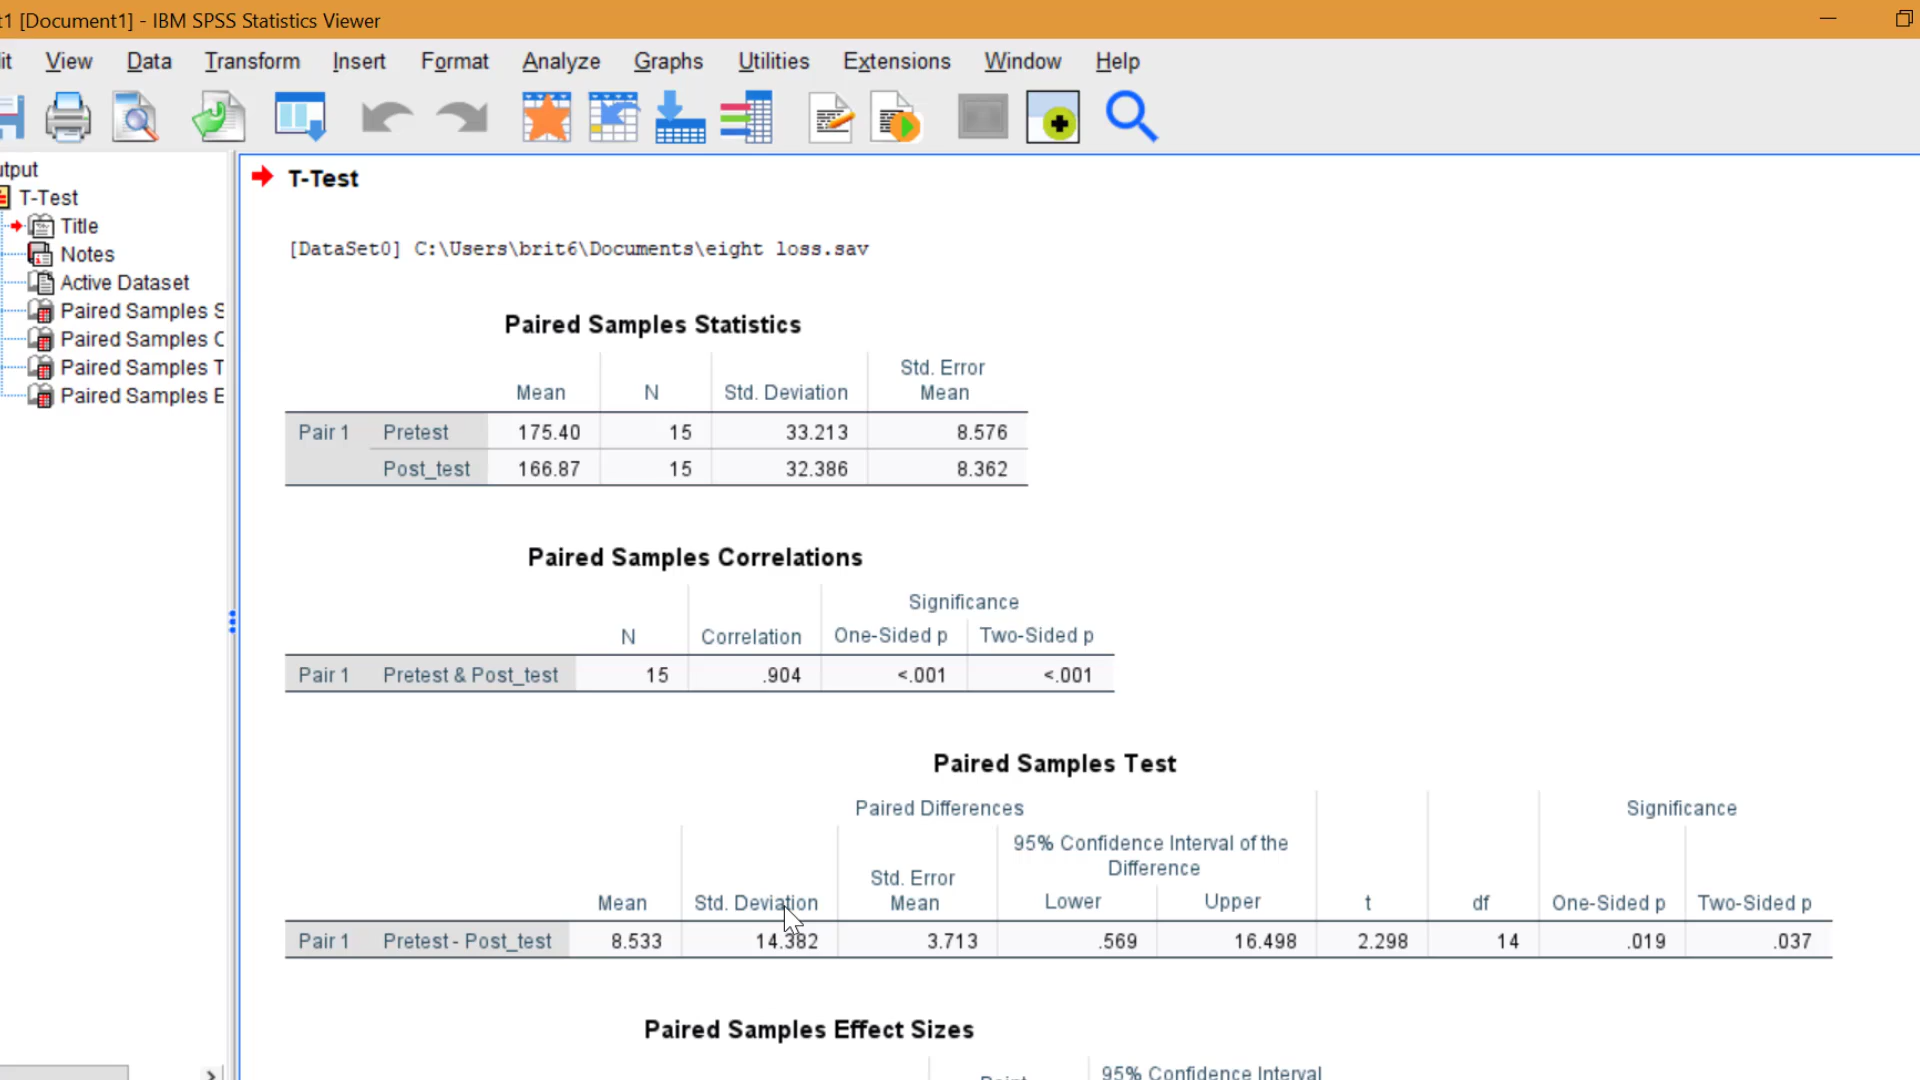 t1 [Document1] - IBM SPSS Statistics Viewer
it View Data Transform Insert Format Analyze Graphs Utilities Extensions Window Help
utput
T-Test
Title
Notes
Active Dataset
Paired Samples S
Paired Samples C
Paired Samples T
Paired Samples E
T-Test
[DataSet0] C:\Users\brit6\Documents\eight loss.sav
Paired Samples Statistics
Mean N Std. Deviation Std. Error Mean
Pair 1 Pretest 175.40 15 33.213 8.576
Post_test 166.87 15 32.386 8.362
Paired Samples Correlations
Significance
N Correlation One-Sided p Two-Sided p
Pair 1 Pretest & Post_test 15 .904 <.001 <.001
Paired Samples Test
Paired Differences Significance
95% Confidence Interval of the
Difference
Mean Std. Deviation Std. Error Mean Lower Upper t df One-Sided p Two-Sided p
Pair 1 Pretest - Post_test 8.533 14.382 3.713 .569 16.498 2.298 14 .019 .037
Paired Samples Effect Sizes
95% Confidence Interval